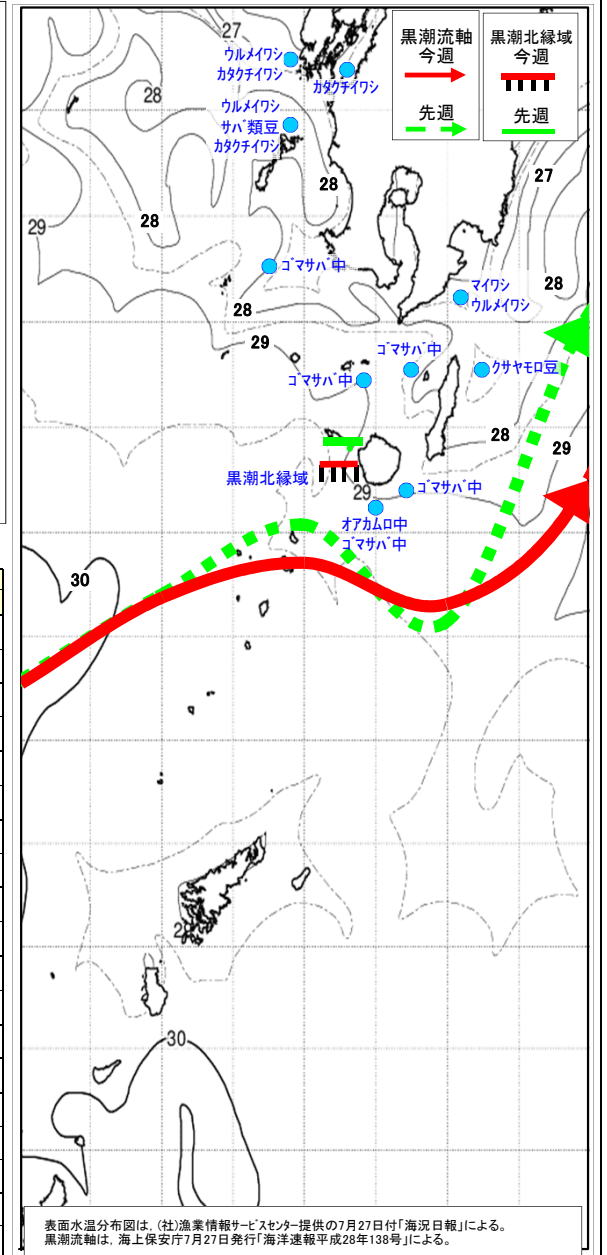 黒潮流軸
今週
先週
黒潮北縁域
今週
先週
27
ウルメイワシ
カタクチイワシ
カタクチイワシ
28
ウルメイワシ
サバ類豆
カタクチイワシ
27
28
28
29
ゴマサバ中
28
マイワシ
ウルメイワシ
28
29
ゴマサバ中
ゴマサバ中
クサヤモロ豆
28
29
黒潮北縁域
29
ゴマサバ中
オアカムロ中
ゴマサバ中
30
30
表面水温分布図は、(社)漁業情報サービスセンター提供の7月27日付「海況日報」による。
黒潮流軸は、海上保安庁7月27日発行「海洋速報平成28年138号」による。